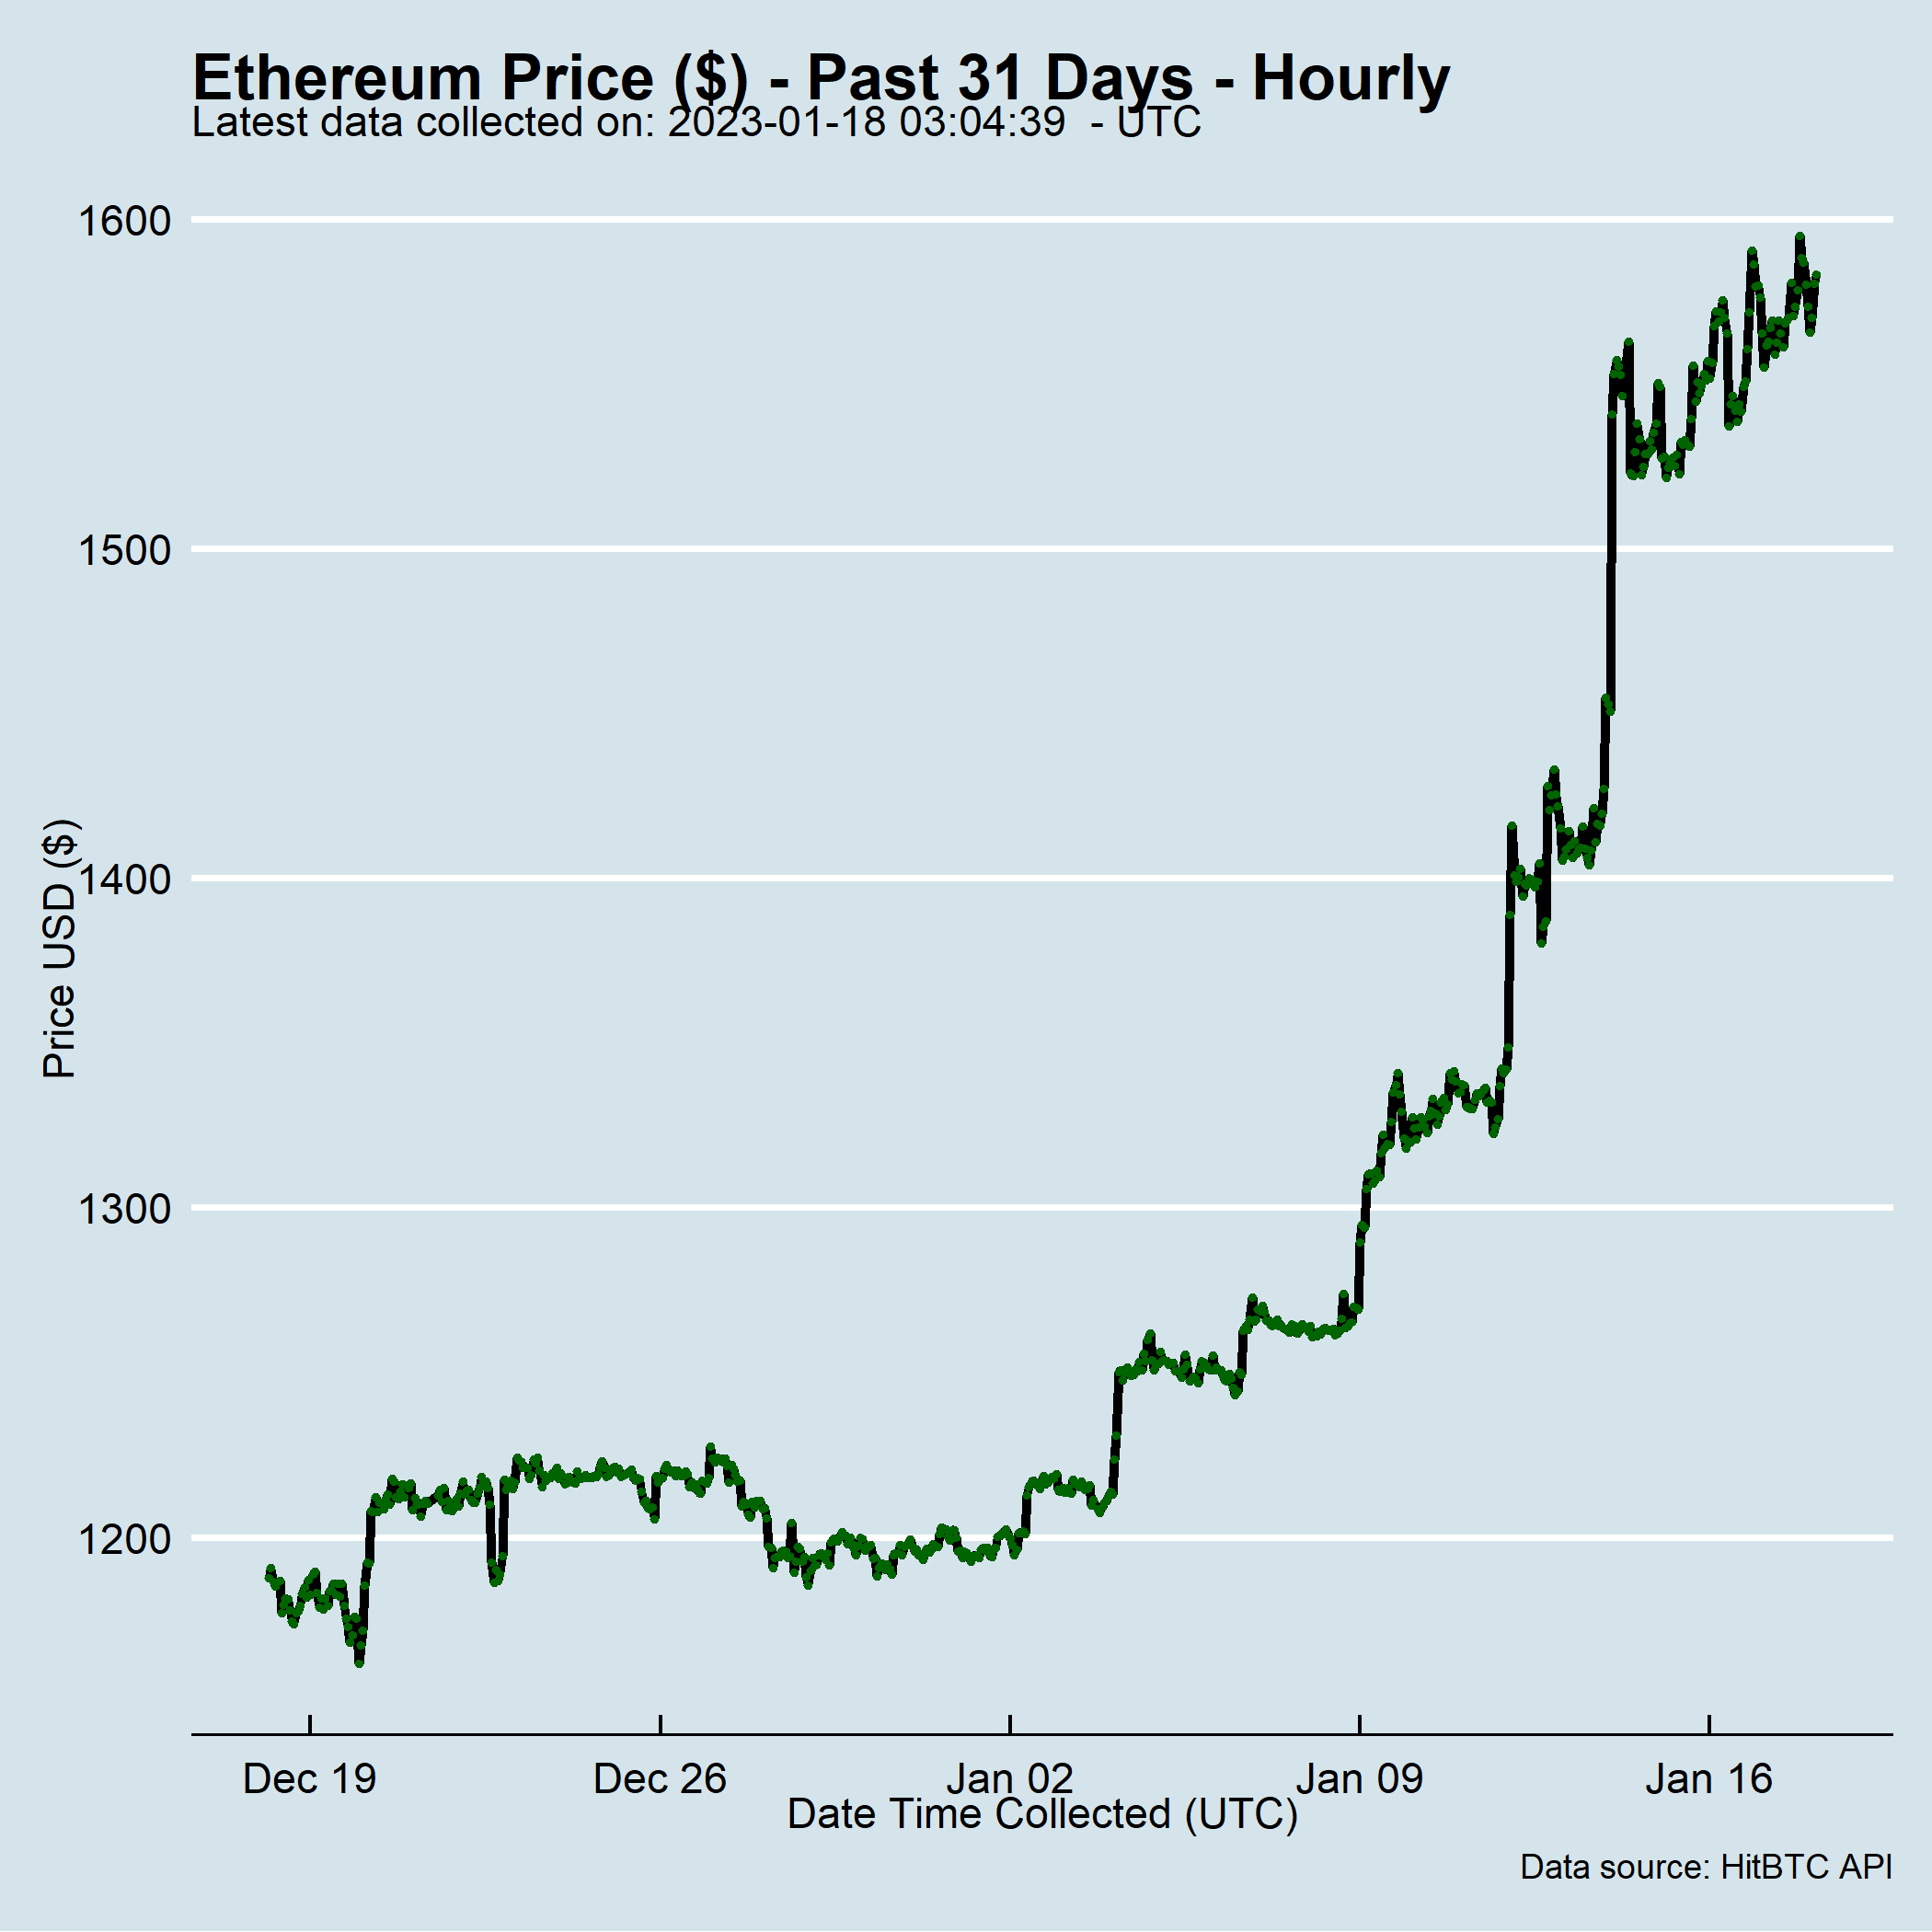 Ethereum Price ($) - Past 31 Days - Hourly
Latest data collected on: 2023-01-18 03:04:39  - UTC
1600
1500
1400
1300
1200
Price USD ($)
Dec 19
Dec 26
Jan 02
Jan 09
Jan 16
Date Time Collected (UTC)
Data source: HitBTC API